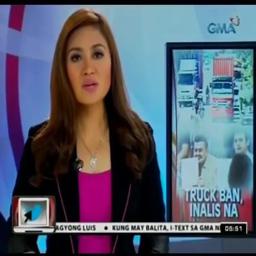 GMA
TRUCK BAN,
INALIS NA
AGYONG LUIS • KUNG MAY BALITA, I-TEXT SA GMA N
05:51